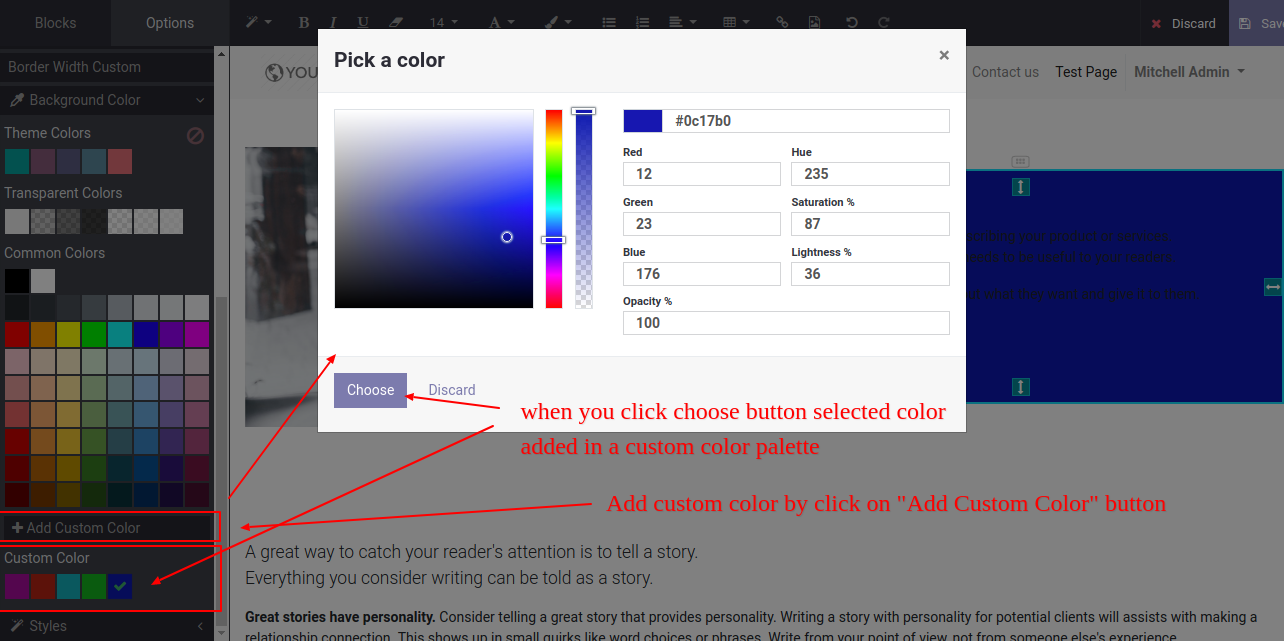 Blocks
Options
B I U
14
A
Discard
Save
Border Width Custom
Background Color
Theme Colors
Transparent Colors
Common Colors
Add Custom Color
Custom Color
Styles
YOU
Contact us
Test Page
Mitchell Admin
Pick a color
×
#0c17b0
Red
Hue
12
235
Green
Saturation %
23
87
Blue
Lightness %
176
36
Opacity %
100
Choose
Discard
when you click choose button selected color
added in a custom color palette
Add custom color by click on "Add Custom Color" button
A great way to catch your reader's attention is to tell a story.
Everything you consider writing can be told as a story.
Great stories have personality. Consider telling a great story that provides personality. Writing a story with personality for potential clients will assist with making a
relationship connection. This shows up in small quirks like word choices or phrases. Write from your point of view, not from someone else's experience.